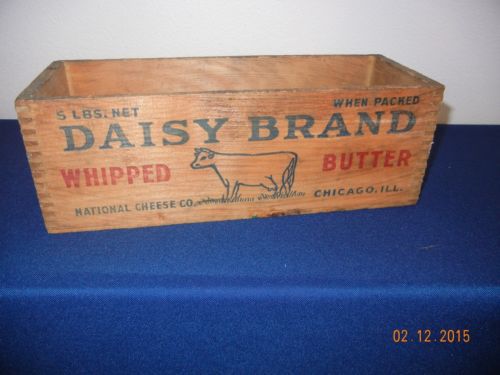 5 LBS. NET WHEN PACKED
DAISY BRAND
WHIPPED BUTTER
NATIONAL CHEESE CO. CHICAGO, ILL.
02.12.2015